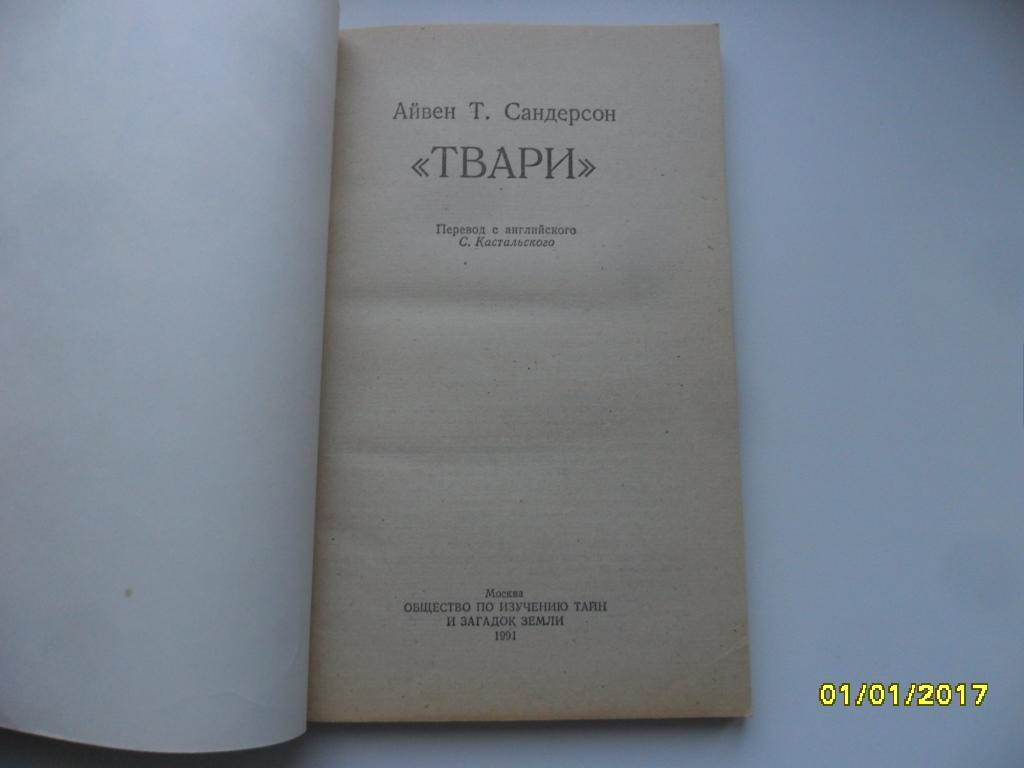 Айвен Т. Сандерсон
«ТВАРИ»
Перевод с английского
С. Кастальского
Москва
ОБЩЕСТВО ПО ИЗУЧЕНИЮ ТАЙН
И ЗАГАДОК ЗЕМЛИ
1991
01/01/2017